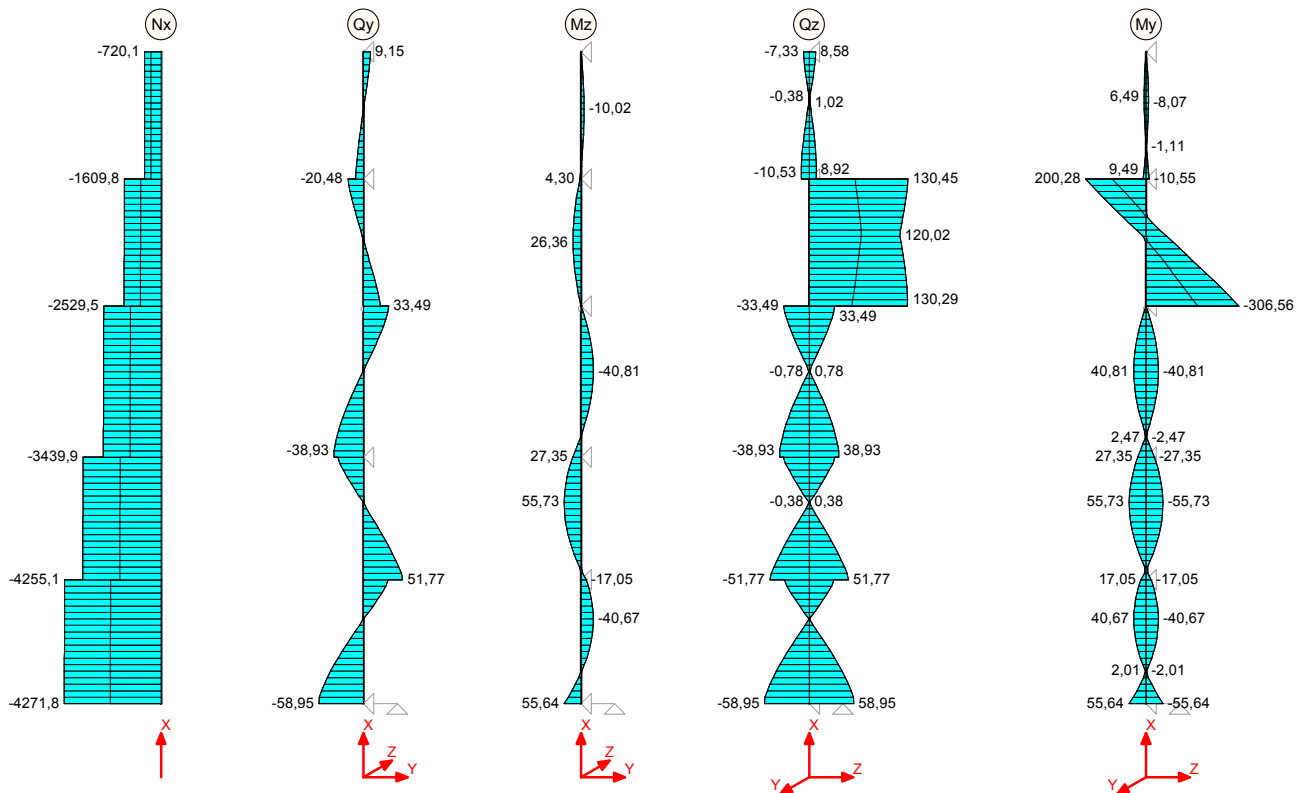 Nx Qy Mz Qz My
-720,1 9,15 -7,33 8,58
6,49 -8,07
-0,38 1,02
-10,02
-1,11
-10,53 8,92 9,49
-1609,8 -20,48 4,30 130,45 200,28 -10,55
26,36 120,02
130,29
-2529,5 33,49 -33,49 -306,56
33,49
-40,81 -0,78 0,78 40,81 -40,81
2,47 -2,47
-3439,9 -38,93 27,35 -38,93 38,93 27,35 -27,35
55,73 -0,38 0,38 55,73 -55,73
-4255,1 51,77 -17,05 -51,77 51,77 17,05 -17,05
-40,67 40,67 -40,67
2,01 -2,01
-4271,8 -58,95 55,64 -58,95 58,95 55,64 -55,64
X X X X X
Z Z
Y Y Z Z
Y Y